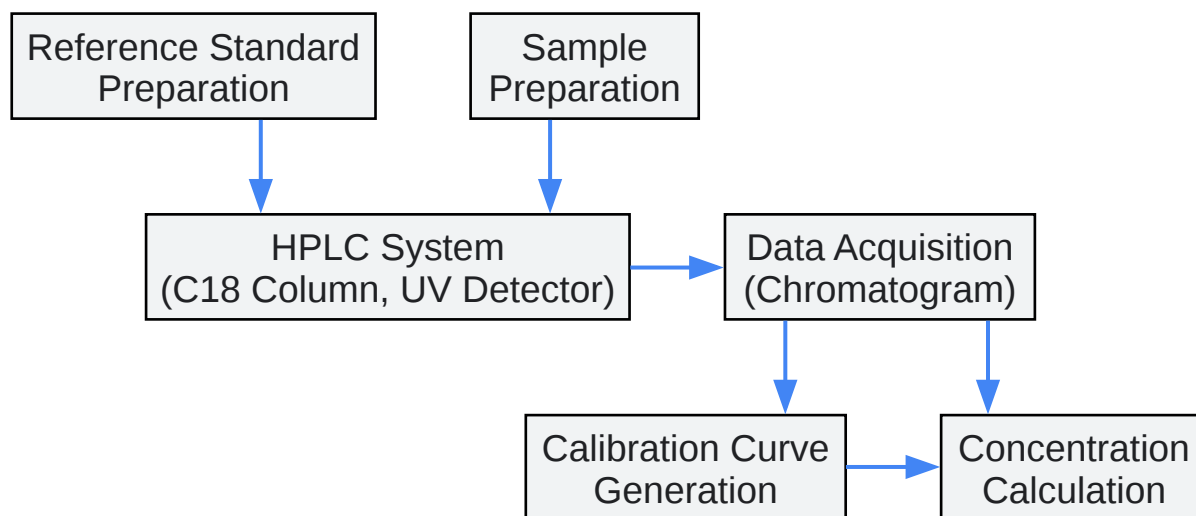 Reference Standard
Preparation
Sample
Preparation
HPLC System
(C18 Column, UV Detector)
Data Acquisition
(Chromatogram)
Calibration Curve
Generation
Concentration
Calculation